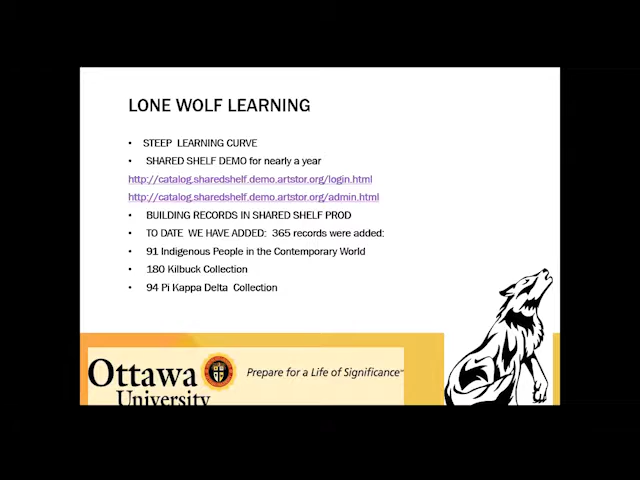 LONE WOLF LEARNING
• STEEP LEARNING CURVE
• SHARED SHELF DEMO for nearly a year
http://catalog.sharedshelf.demo.artstor.org/login.html
http://catalog.sharedshelf.demo.artstor.org/admin.html
• BUILDING RECORDS IN SHARED SHELF PROD
• TO DATE WE HAVE ADDED: 365 records were added:
• 91 Indigenous People in the Contemporary World
• 180 Kilbuck Collection
• 94 Pi Kappa Delta Collection
Ottawa
University
Prepare for a Life of Significance℠